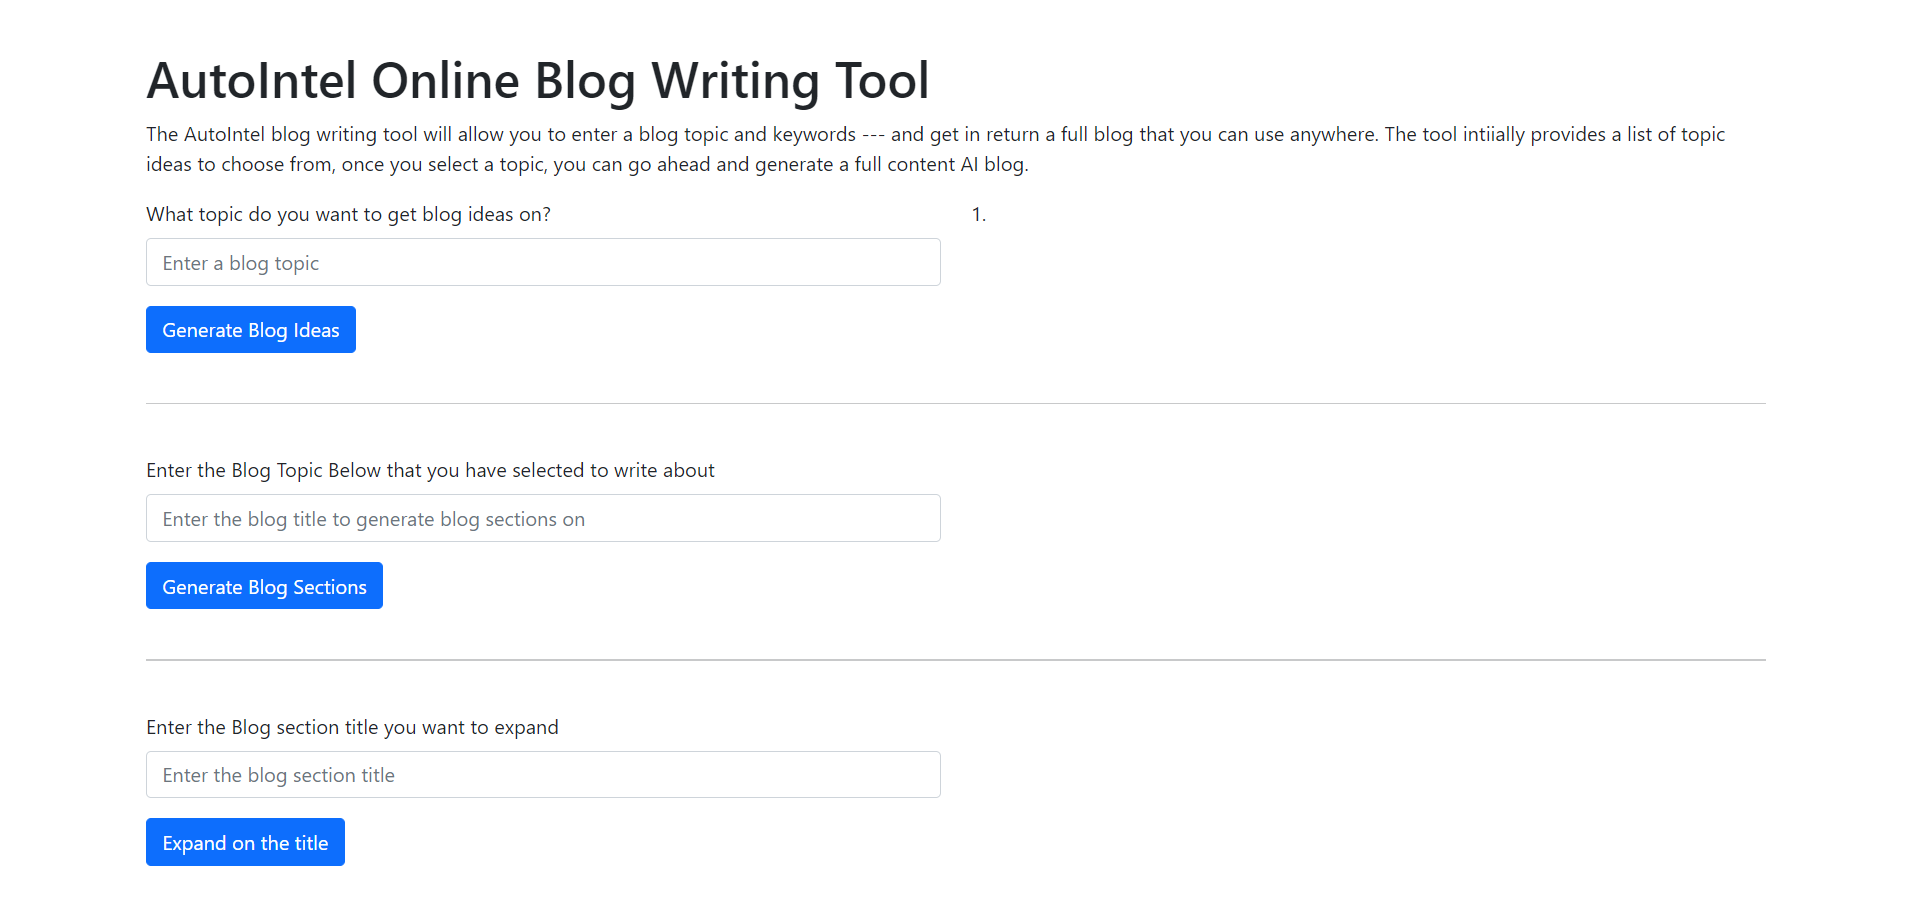 AutoIntel Online Blog Writing Tool
The AutoIntel blog writing tool will allow you to enter a blog topic and keywords --- and get in return a full blog that you can use anywhere. The tool intiially provides a list of topic
ideas to choose from, once you select a topic, you can go ahead and generate a full content AI blog.
What topic do you want to get blog ideas on?
1.
Enter a blog topic
Generate Blog Ideas
Enter the Blog Topic Below that you have selected to write about
Enter the blog title to generate blog sections on
Generate Blog Sections
Enter the Blog section title you want to expand
Enter the blog section title
Expand on the title